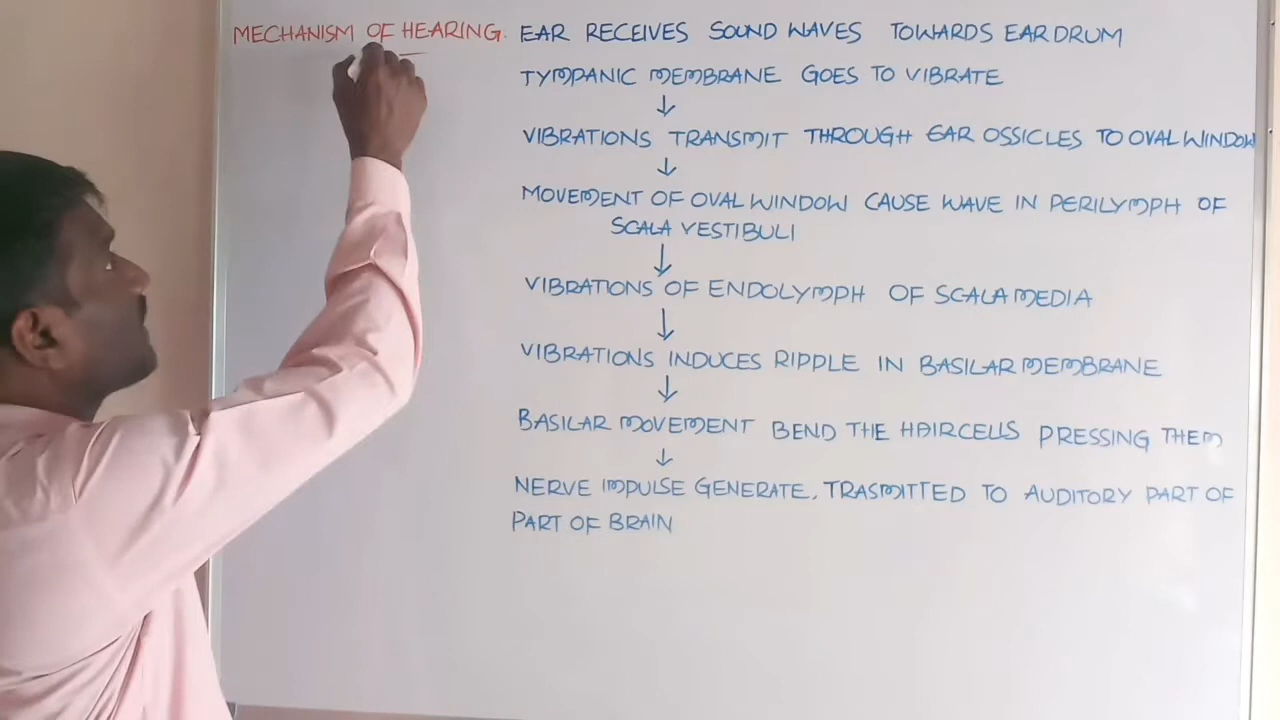 MECHANISM OF HEARING: EAR RECEIVES SOUND WAVES TOWARDS EARDRUM
TYMPANIC MEMBRANE GOES TO VIBRATE
↓
VIBRATIONS TRANSMIT THROUGH EAR OSSICLES TO OVAL WINDOW
↓
MOVEMENT OF OVAL WINDOW CAUSE WAVE IN PERILYMPH OF
SCALA VESTIBULI
↓
VIBRATIONS OF ENDOLYMPH OF SCALA MEDIA
↓
VIBRATIONS INDUCES RIPPLE IN BASILAR MEMBRANE
↓
BASILAR MOVEMENT BEND THE HAIRCELLS PRESSING THEM
↓
NERVE IMPULSE GENERATE, TRASMITTED TO AUDITORY PART OF
PART OF BRAIN